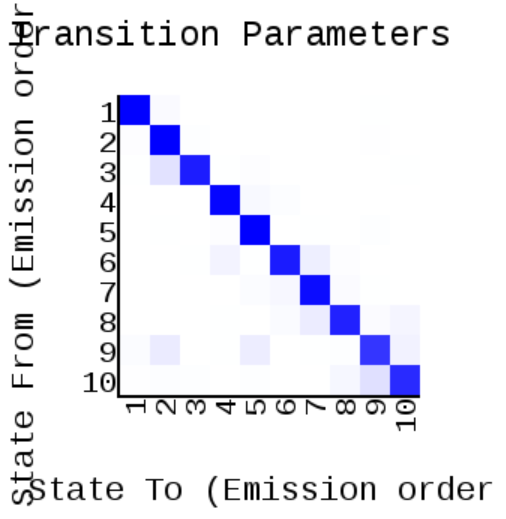 Transition Parameters
State From (Emission order
1
2
3
4
5
6
7
8
9
10
1 2 3 4 5 6 7 8 9 10
State To (Emission order